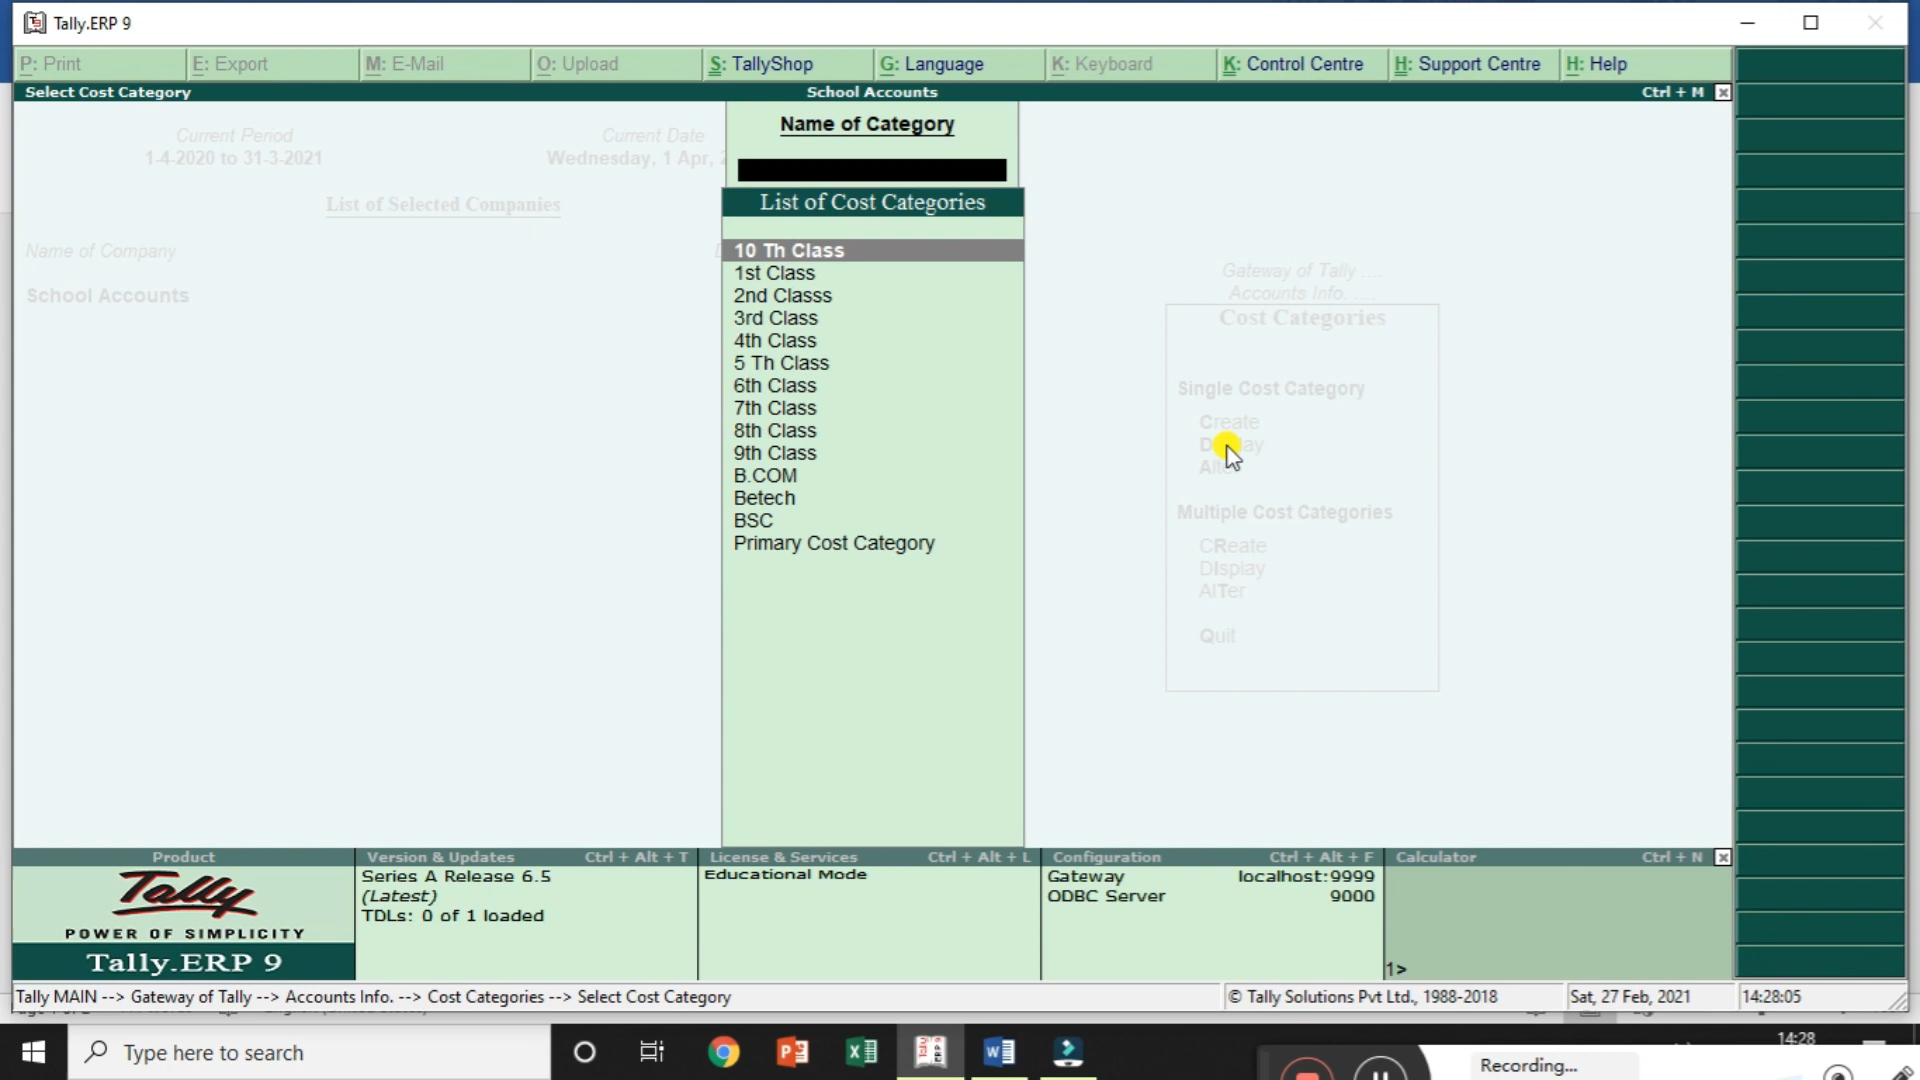 Tally.ERP 9
P: Print
E: Export
M: E-Mail
O: Upload
S: TallyShop
G: Language
K: Keyboard
K: Control Centre
H: Support Centre
H: Help
Select Cost Category
School Accounts
Ctrl + M
Current Period
1-4-2020 to 31-3-2021
Current Date
Wednesday, 1 Apr,
List of Selected Companies
Name of Company
School Accounts
Name of Category
List of Cost Categories
10 Th Class
1st Class
2nd Classs
3rd Class
4th Class
5 Th Class
6th Class
7th Class
8th Class
9th Class
B.COM
Betech
BSC
Primary Cost Category
Gateway of Tally ....
Accounts Info. ....
Cost Categories
Single Cost Category
Create
Multiple Cost Categories
CReate
DIsplay
AlTer
Quit
Product
Tally
POWER OF SIMPLICITY
Tally.ERP 9
Version & Updates
Ctrl + Alt + T
Series A Release 6.5
(Latest)
TDLs: 0 of 1 loaded
License & Services
Ctrl + Alt + L
Educational Mode
Configuration
Ctrl + Alt + F
Gateway
localhost:9999
ODBC Server
9000
Calculator
Ctrl + N
1>
Tally MAIN --> Gateway of Tally --> Accounts Info. --> Cost Categories --> Select Cost Category
© Tally Solutions Pvt Ltd., 1988-2018
Sat, 27 Feb, 2021
14:28:05
Type here to search
14:28
Recording...